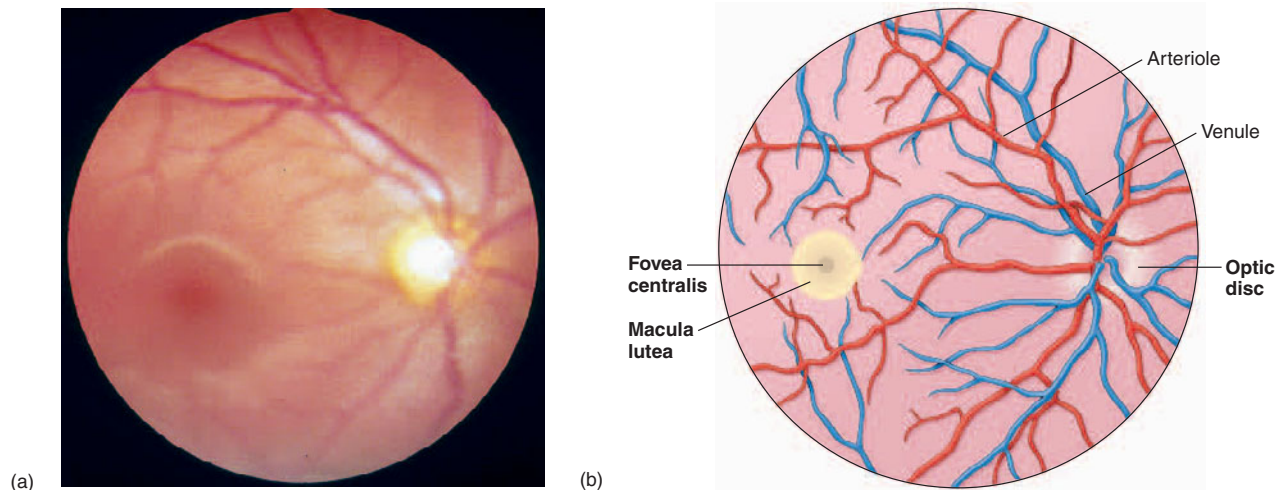 Arteriole
Venule
Fovea
centralis
Macula
lutea
Optic
disc
(a)
(b)